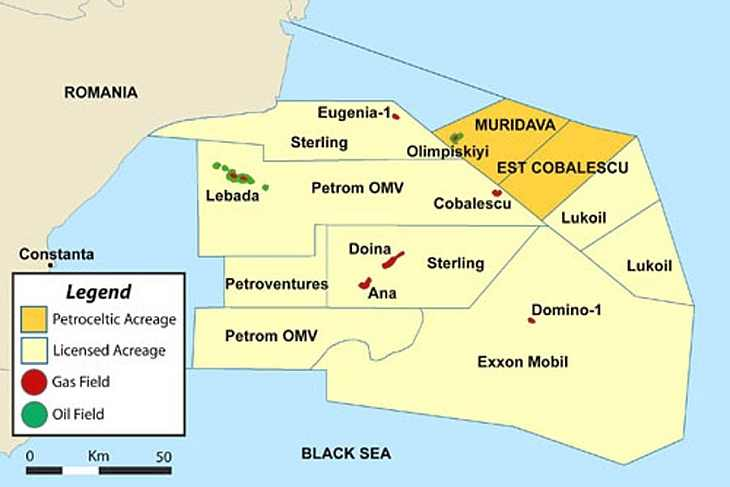 ROMANIA
Eugenia-1
MURIDAVA
Sterling
Olimpiskiyi
EST COBALESCU
Lebada
Petrom OMV
Cobalescu
Lukoil
Constanta
Doina
Sterling
Lukoil
Petroventures
Ana
Domino-1
Petrom OMV
Exxon Mobil
BLACK SEA
Legend
Petroceltic Acreage
Licensed Acreage
Gas Field
Oil Field
0 Km 50